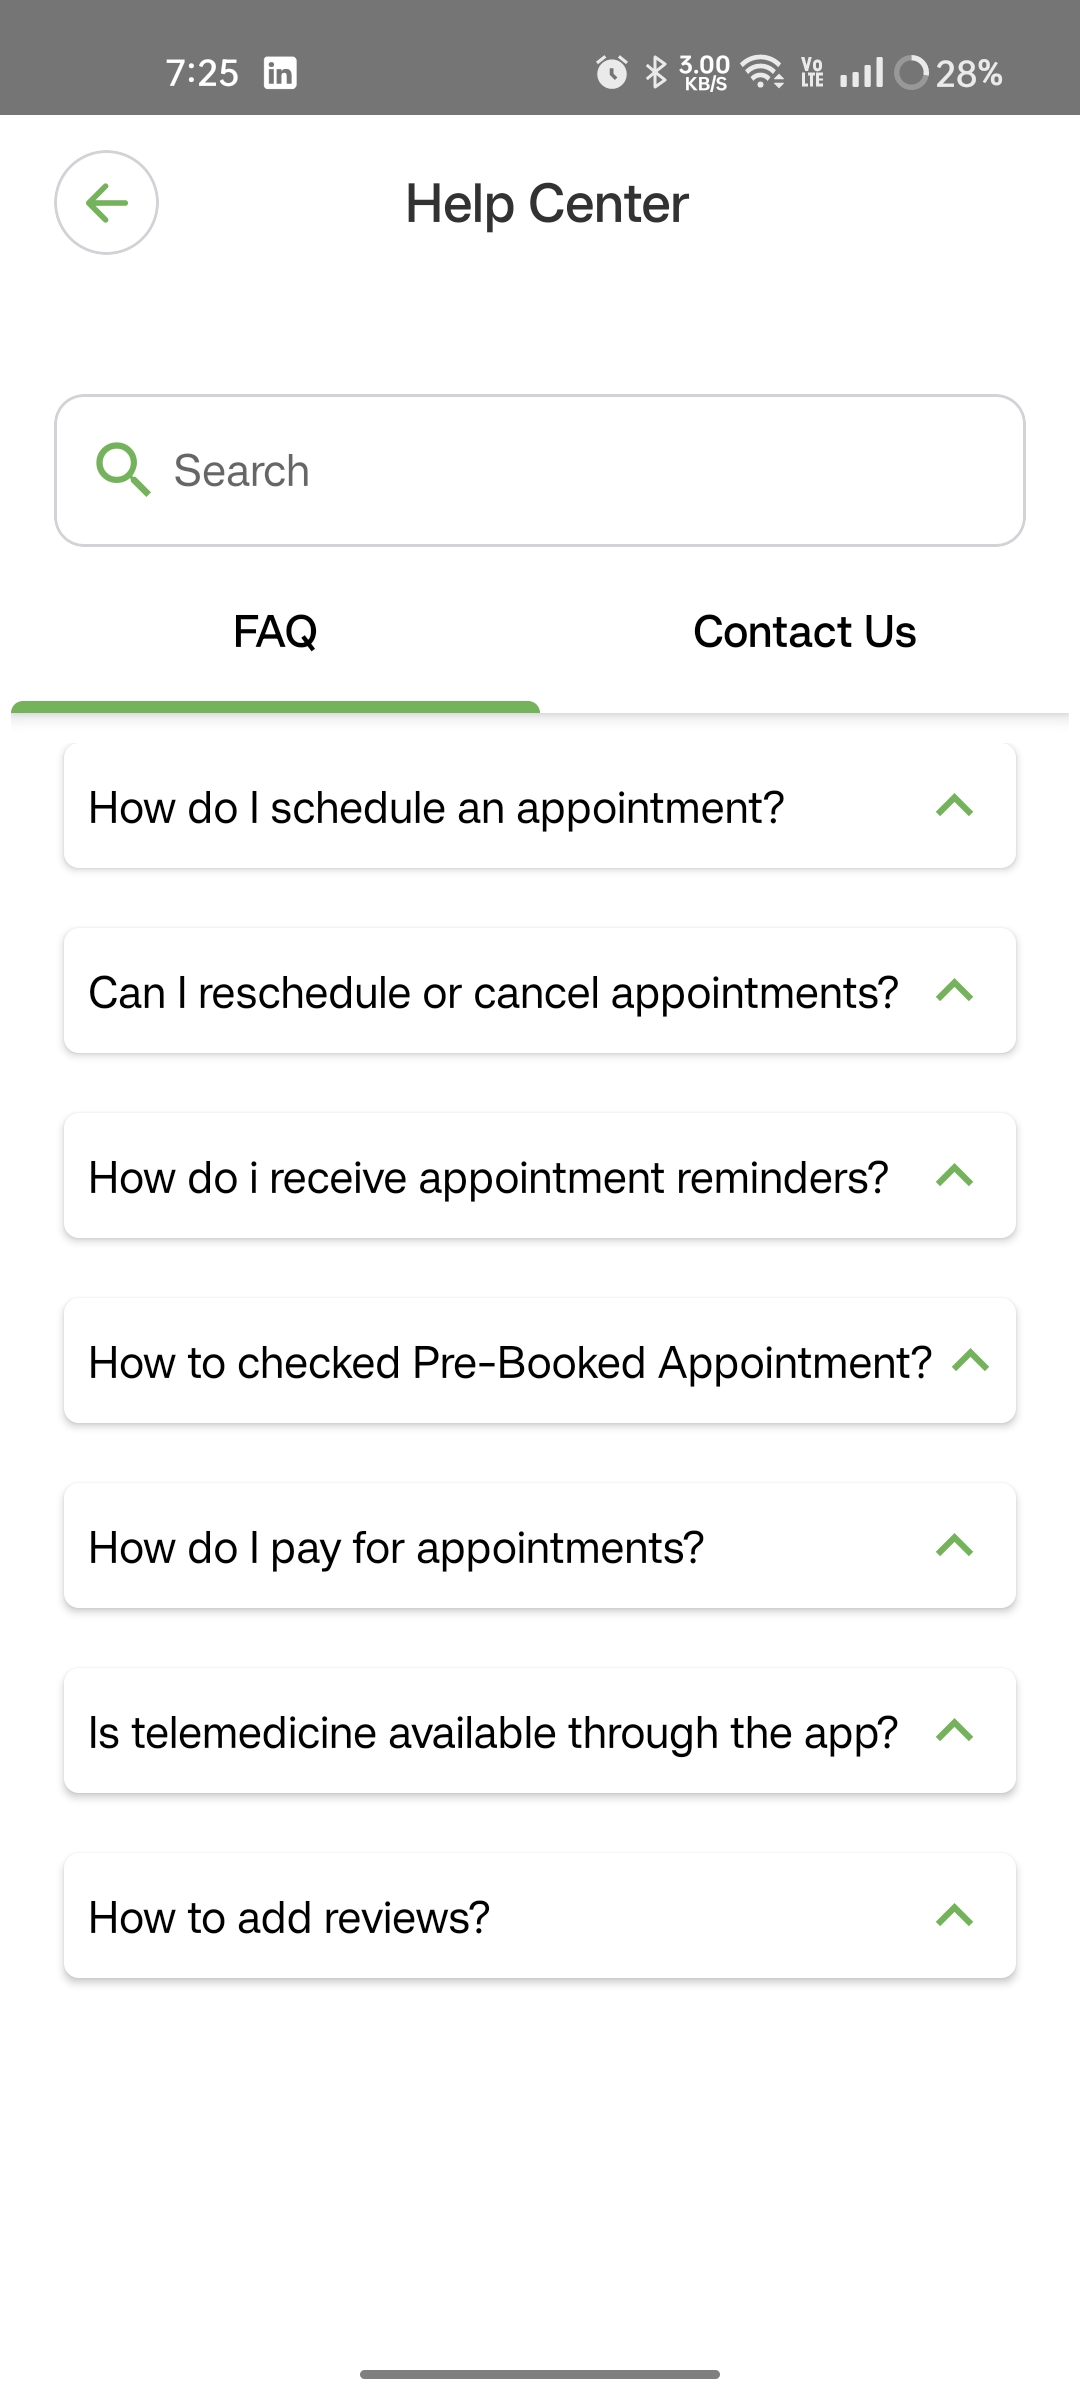 7:25 in 3.00 KB/S Vo LTE 28%
Help Center
Search
FAQ Contact Us
How do I schedule an appointment?
Can I reschedule or cancel appointments?
How do i receive appointment reminders?
How to checked Pre-Booked Appointment?
How do I pay for appointments?
Is telemedicine available through the app?
How to add reviews?